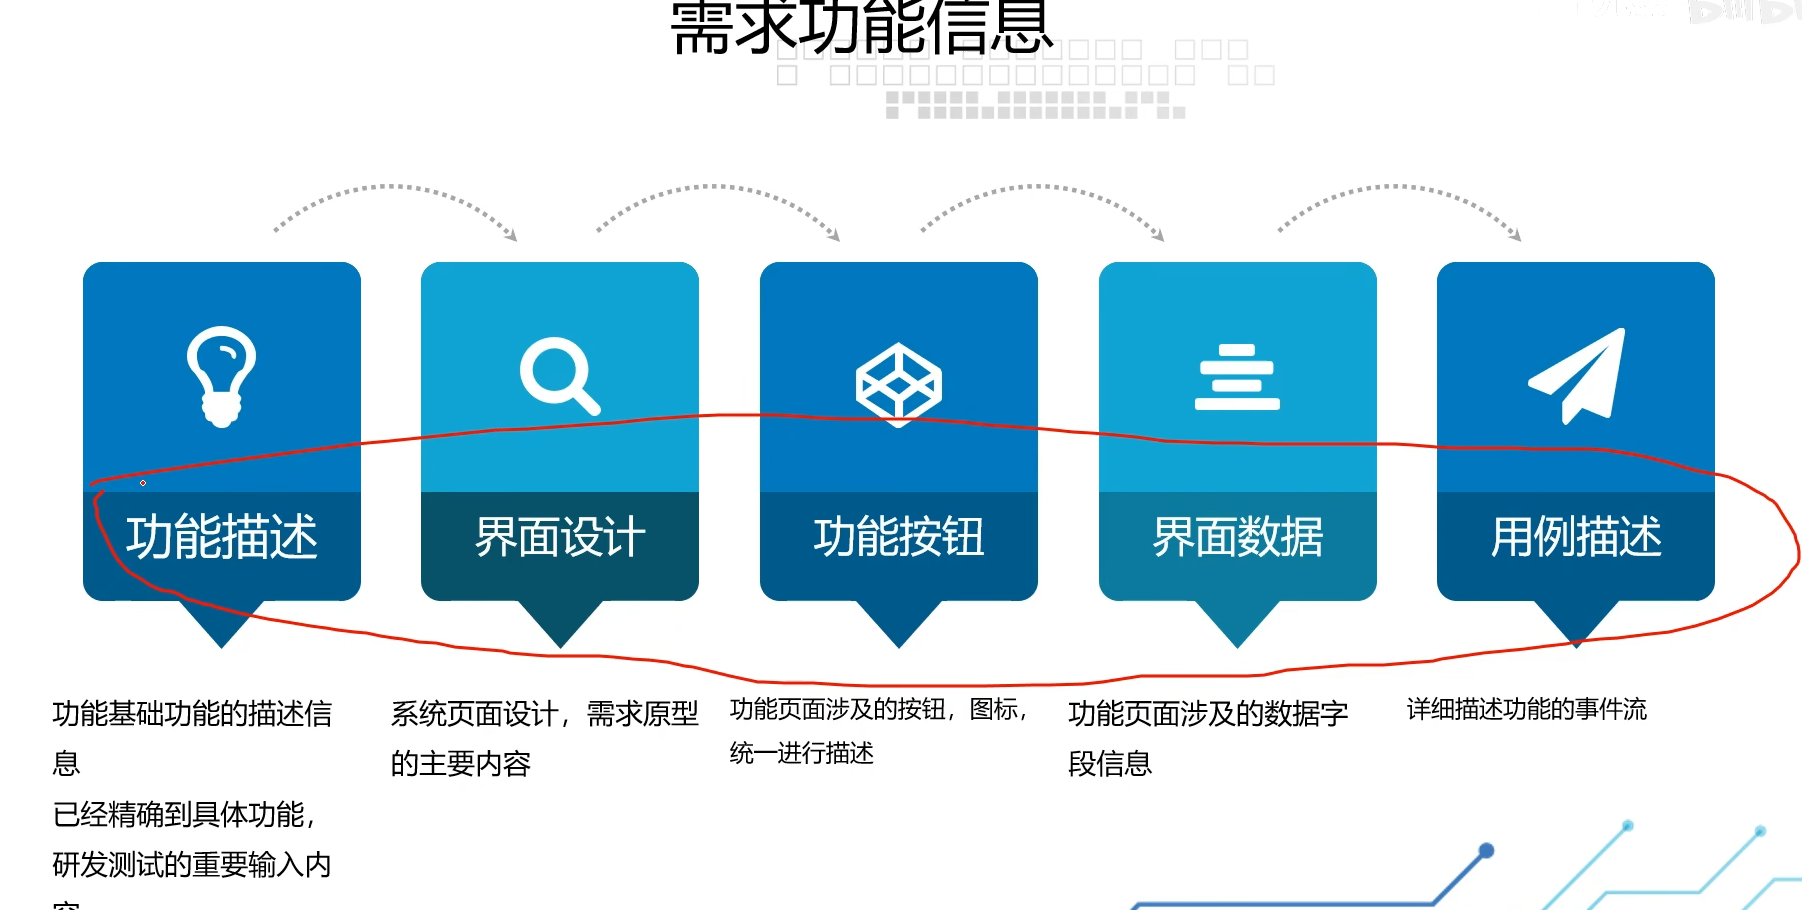 需求功能信息
功能描述
界面设计
功能按钮
界面数据
用例描述
功能基础功能的描述信
息
已经精确到具体功能，
研发测试的重要输入内
系统页面设计，需求原型
的主要内容
功能页面涉及的按钮，图标，
统一进行描述
功能页面涉及的数据字
段信息
详细描述功能的事件流